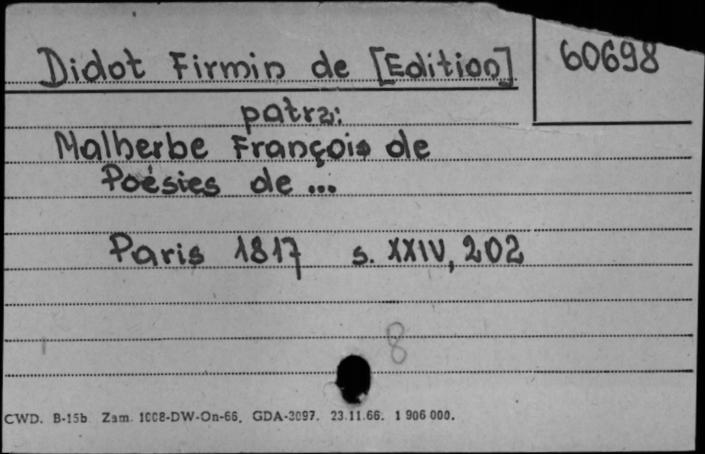 Didot Firmin de [Edition] 60698
patrz:
Malherbe François de
Poésies de ...
Paris 1817 s. XXIV, 202
8
CWD. B-15b Zam. 1008-DW-On-66. GDA-3097. 23.11.66. 1 906 000.